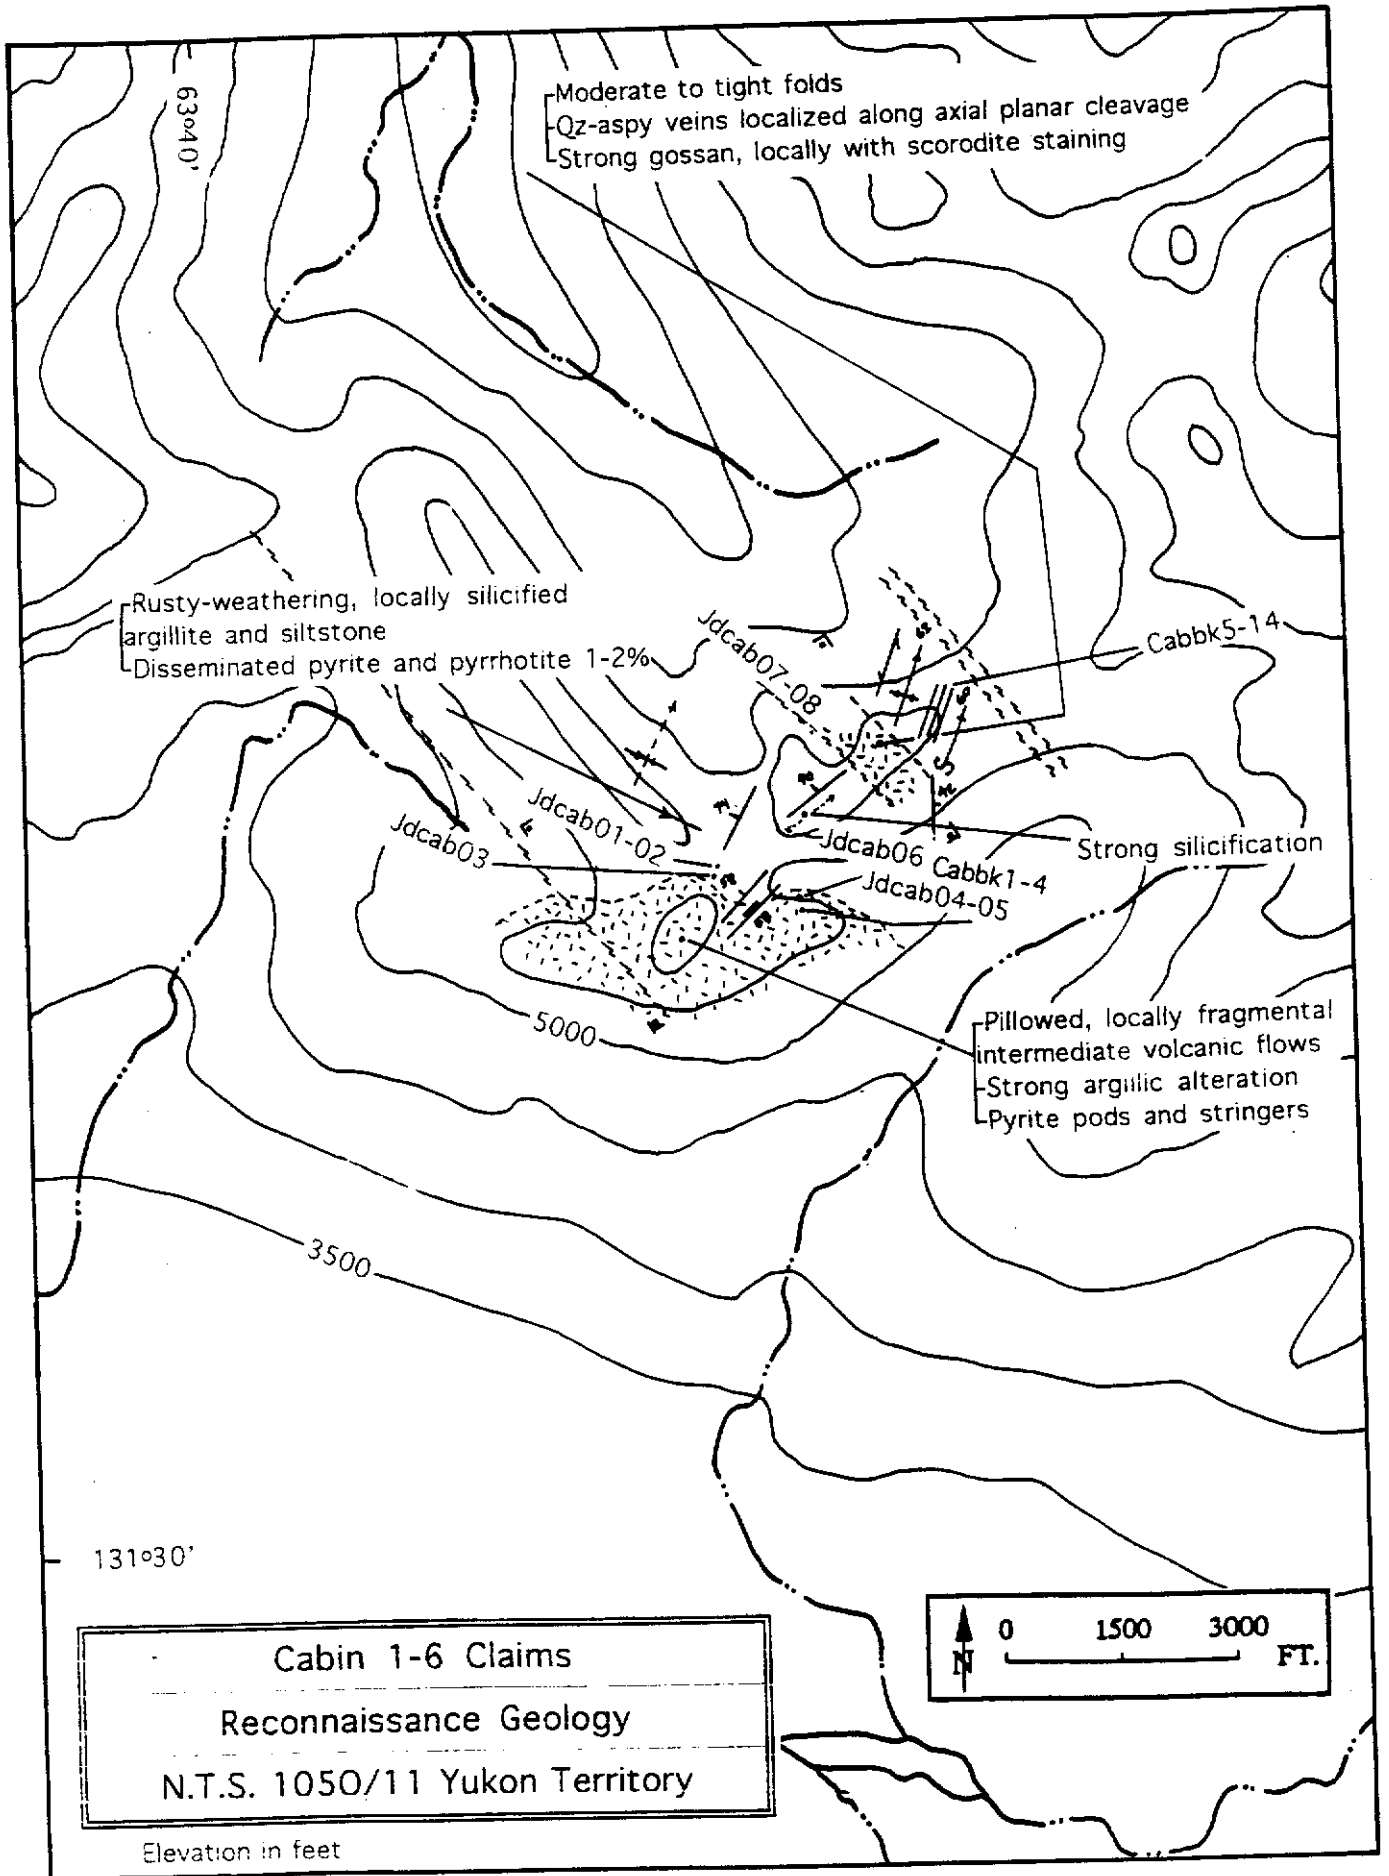 63º40'
Moderate to tight folds
Qz-aspy veins localized along axial planar cleavage
Strong gossan, locally with scorodite staining
Rusty-weathering, locally silicified
argillite and siltstone
Disseminated pyrite and pyrrhotite 1-2%
Jdcab07-08
Cabbk5-14
Jdcab01-02
Jdcab03
Jdcab06 Cabbk1-4
Jdcab04-05
Strong silicification
5000
Pillowed, locally fragmental
intermediate volcanic flows
Strong argillic alteration
Pyrite pods and stringers
3500
131º30'
0 1500 3000
N FT.
Cabin 1-6 Claims
Reconnaissance Geology
N.T.S. 105O/11 Yukon Territory
Elevation in feet